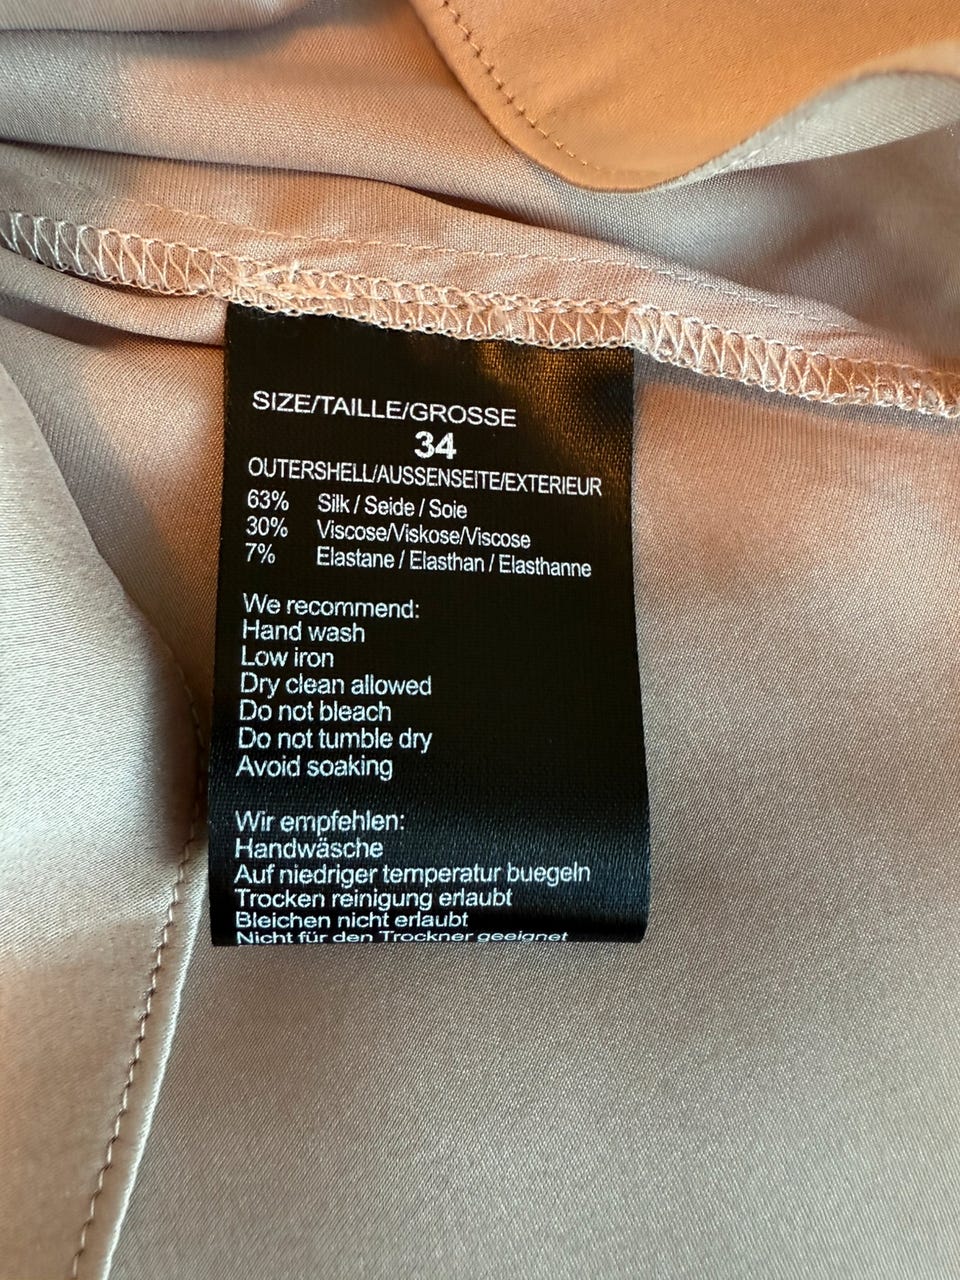 SIZE/TAILLE/GROSSE
34
OUTERSHELL/AUSSENSEITE/EXTERIEUR
63% Silk / Seide / Soie
30% Viscose/Viskose/Viscose
7% Elastane / Elasthan / Elasthanne
We recommend:
Hand wash
Low iron
Dry clean allowed
Do not bleach
Do not tumble dry
Avoid soaking
Wir empfehlen:
Handwäsche
Auf niedriger temperatur buegeln
Trocken reinigung erlaubt
Bleichen nicht erlaubt
Nicht für den Trockner geeignet